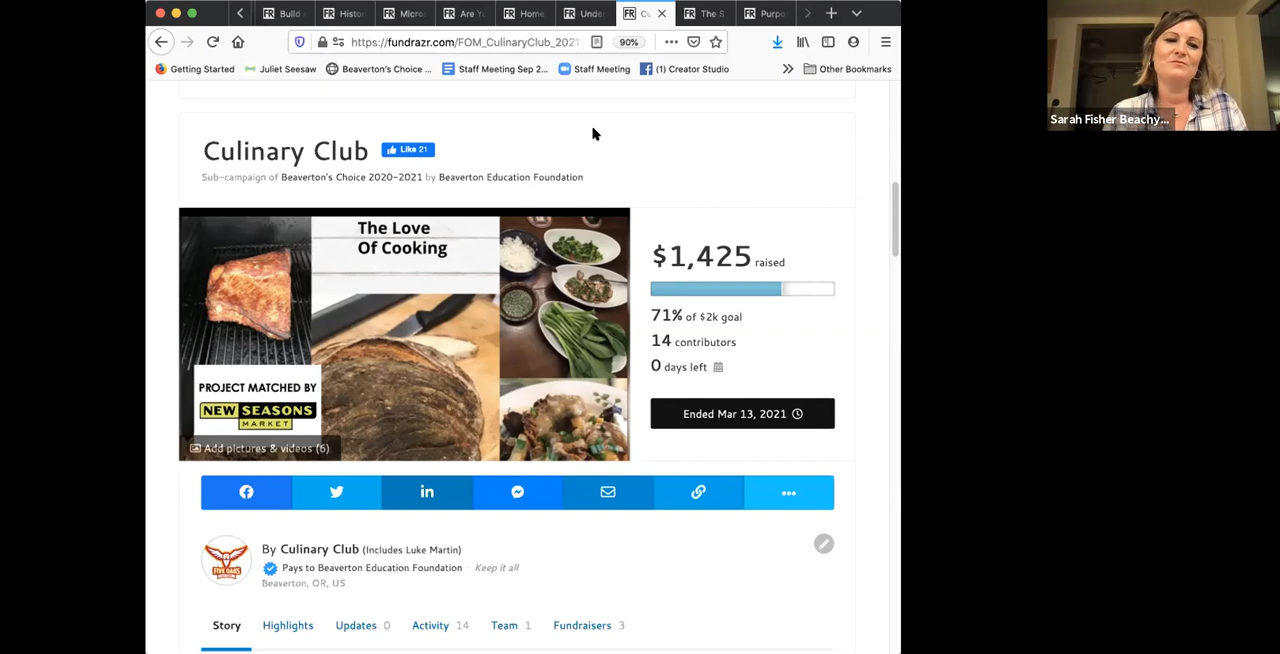 Build
Histor
Micros
Are Yo
Home
Under
Cu
The S
Purpo
https://fundrazr.com/FOM_CulinaryClub_2021
90%
Getting Started
Juliet Seesaw
Beaverton's Choice ...
Staff Meeting Sep 2...
Staff Meeting
(1) Creator Studio
Other Bookmarks
Sarah Fisher Beachy...
Culinary Club
Like 21
Sub-campaign of Beaverton's Choice 2020-2021 by Beaverton Education Foundation
The Love
Of Cooking
PROJECT MATCHED BY
NEW SEASONS
MARKET
Add pictures & videos (6)
$1,425 raised
71% of $2k goal
14 contributors
0 days left
Ended Mar 13, 2021
By Culinary Club (Includes Luke Martin)
FIVE OAKS
Pays to Beaverton Education Foundation Keep it all
Beaverton, OR, US
Story
Highlights
Updates 0
Activity 14
Team 1
Fundraisers 3